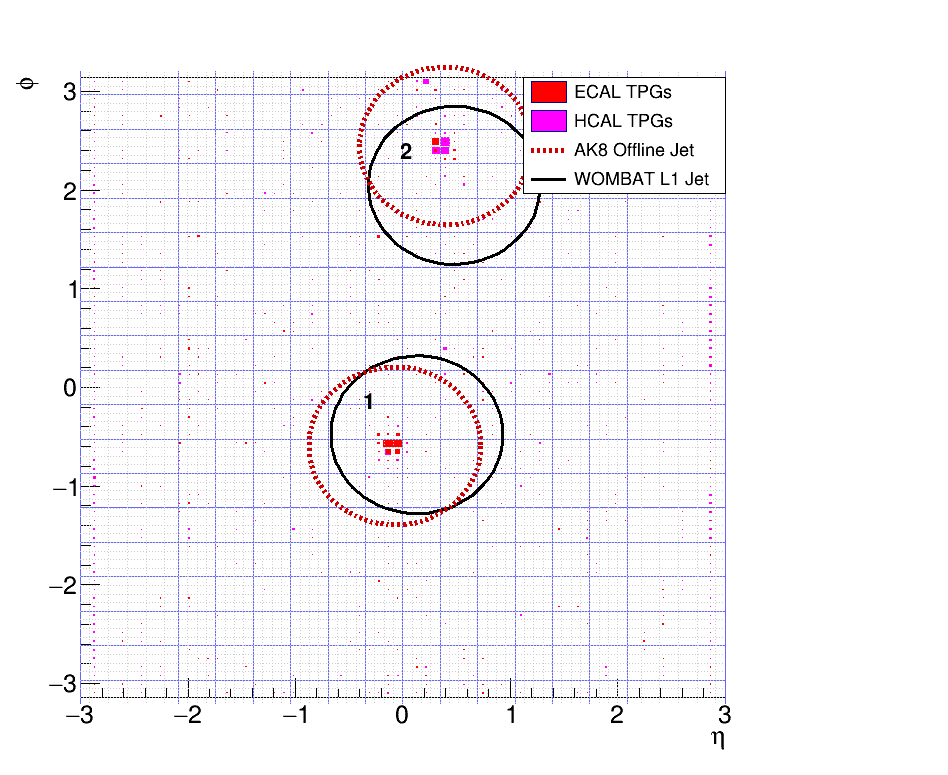 φ
3
2
1
0
−1
−2
−3
ECAL TPGs
HCAL TPGs
AK8 Offline Jet
WOMBAT L1 Jet
2
1
−3 −2 −1 0 1 2 3
η